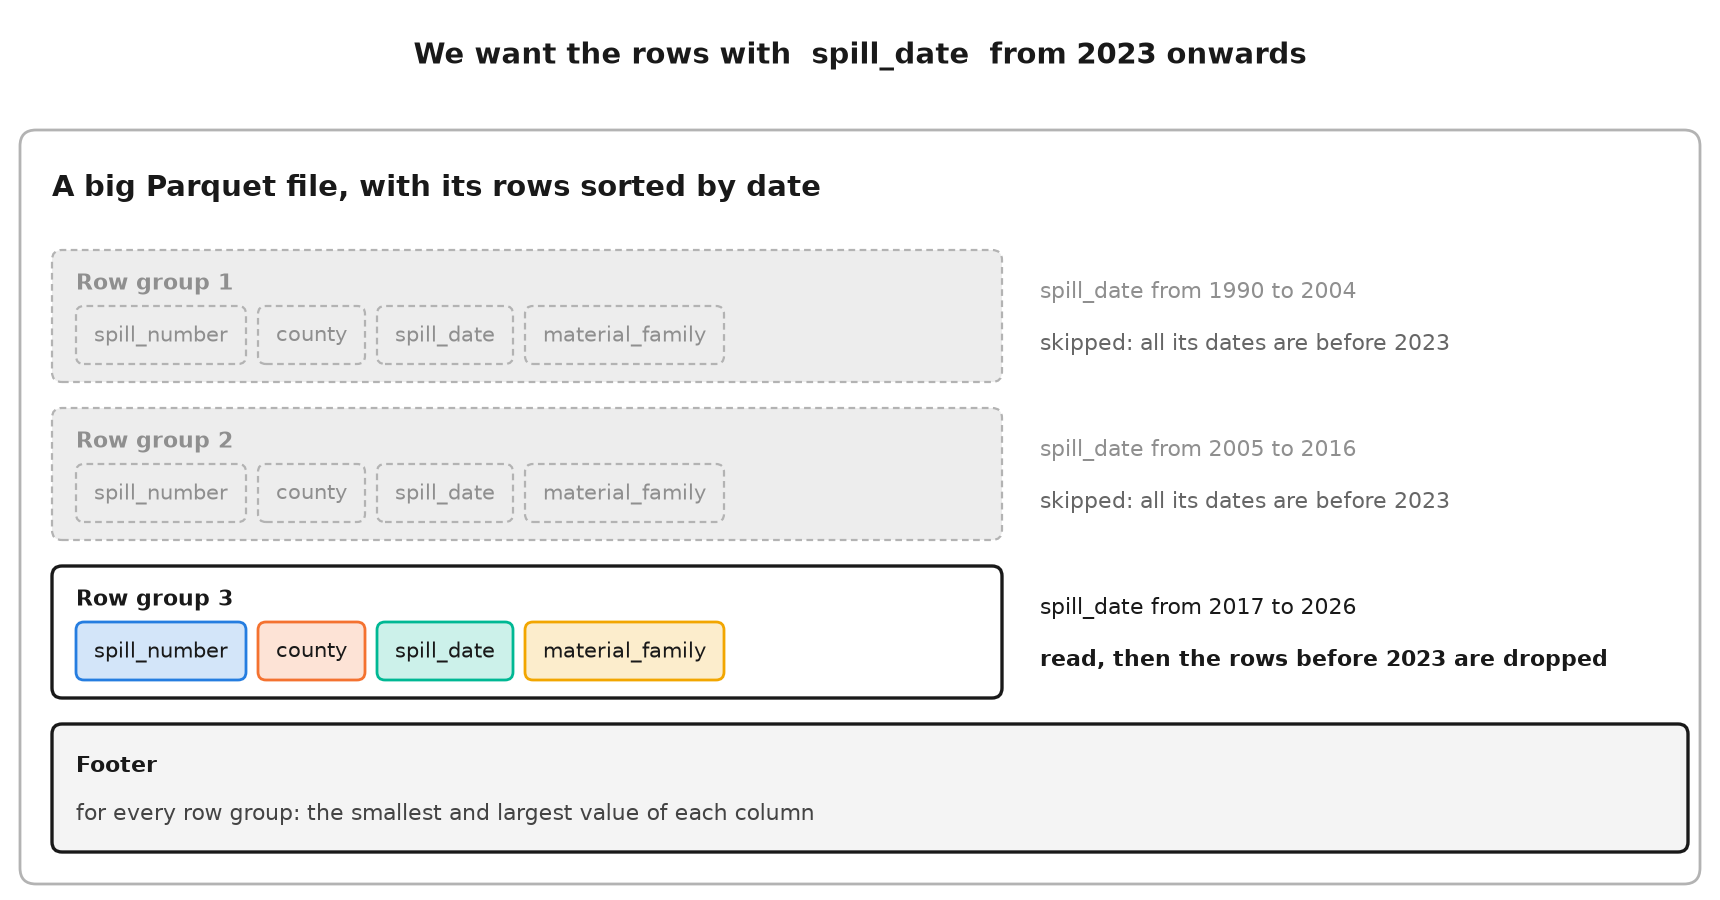 We want the rows with spill_date from 2023 onwards
A big Parquet file, with its rows sorted by date
Row group 1
spill_number county spill_date material_family
spill_date from 1990 to 2004
skipped: all its dates are before 2023
Row group 2
spill_number county spill_date material_family
spill_date from 2005 to 2016
skipped: all its dates are before 2023
Row group 3
spill_number county spill_date material_family
spill_date from 2017 to 2026
read, then the rows before 2023 are dropped
Footer
for every row group: the smallest and largest value of each column